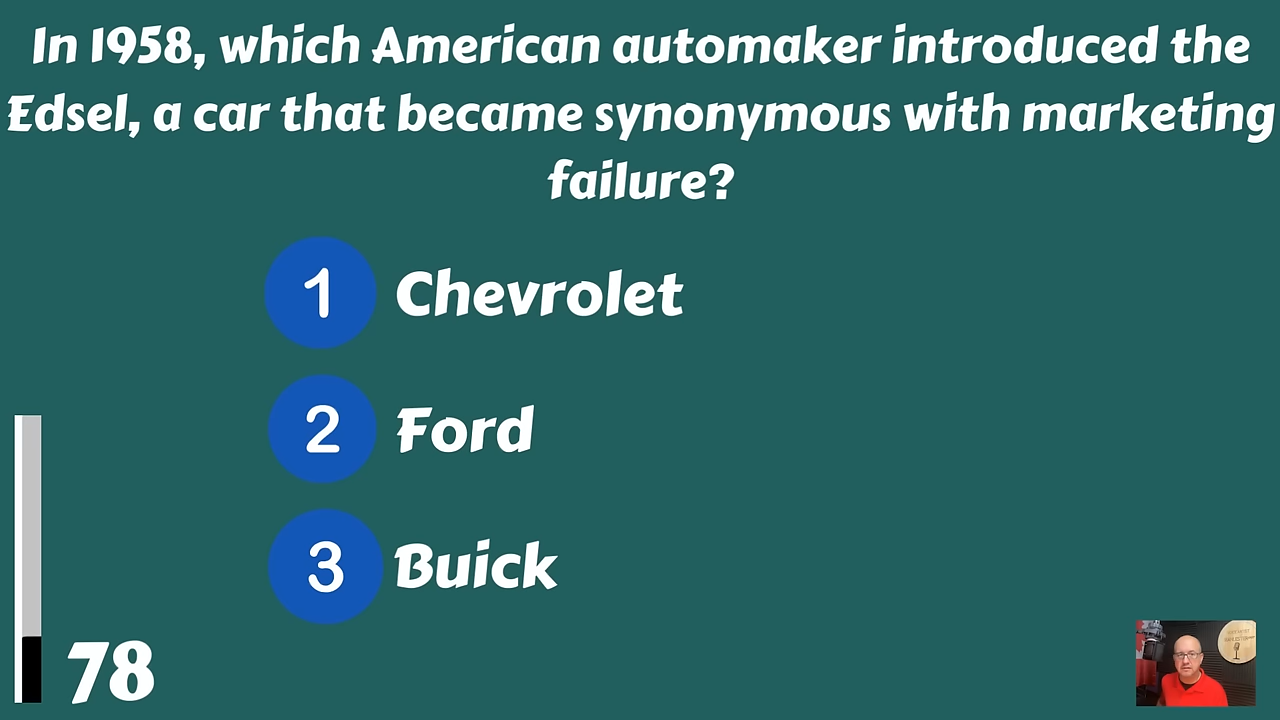 In 1958, which American automaker introduced the
Edsel, a car that became synonymous with marketing
failure?
1 Chevrolet
2 Ford
3 Buick
78